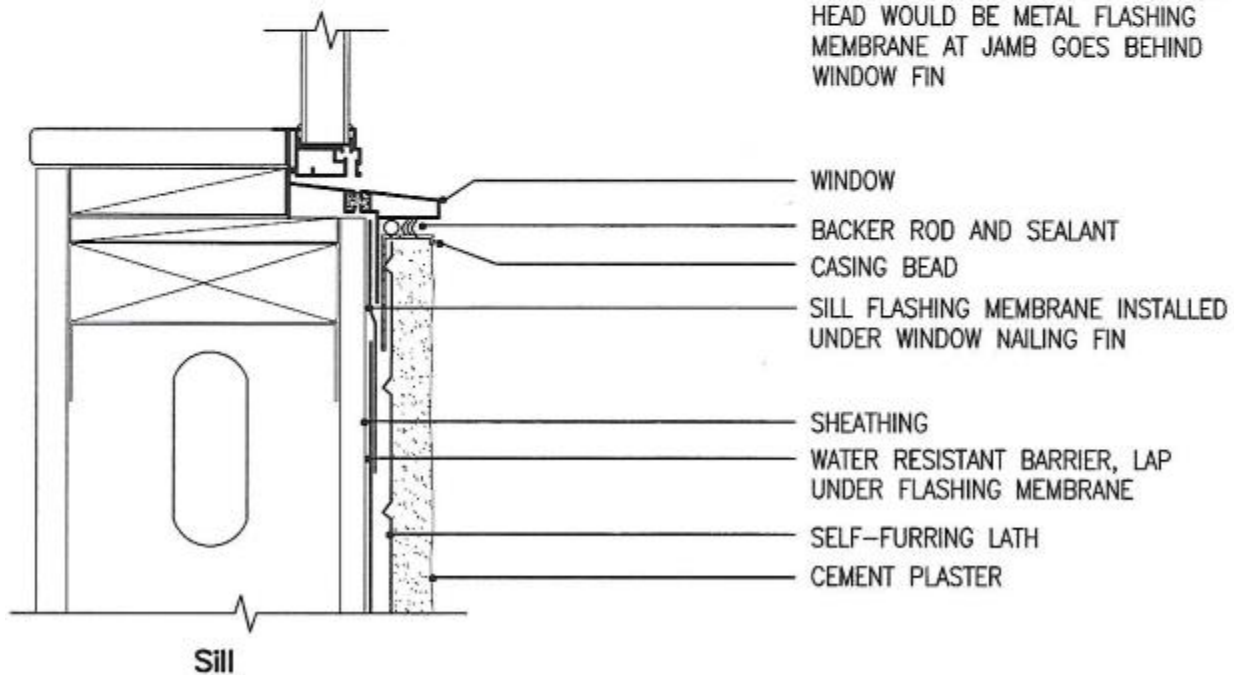 HEAD WOULD BE METAL FLASHING
MEMBRANE AT JAMB GOES BEHIND
WINDOW FIN
WINDOW
BACKER ROD AND SEALANT
CASING BEAD
SILL FLASHING MEMBRANE INSTALLED
UNDER WINDOW NAILING FIN
SHEATHING
WATER RESISTANT BARRIER, LAP
UNDER FLASHING MEMBRANE
SELF-FURRING LATH
CEMENT PLASTER
Sill